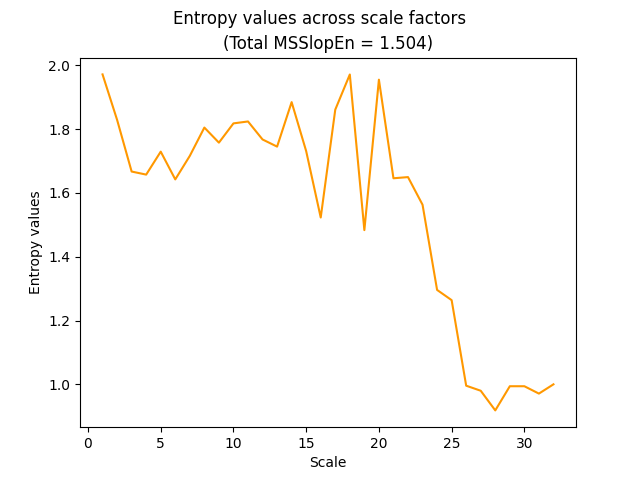 Entropy values across scale factors
(Total MSSlopEn = 1.504)
2.0
1.8
1.6
1.4
1.2
1.0
Entropy values
0 5 10 15 20 25 30
Scale